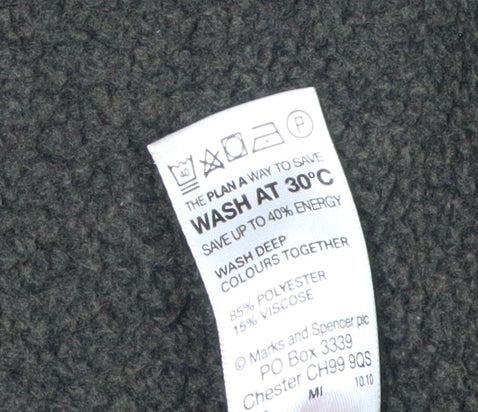 40 P
THE PLAN A WAY TO SAVE
WASH AT 30°C
SAVE UP TO 40% ENERGY
WASH DEEP
COLOURS TOGETHER
85% POLYESTER
15% VISCOSE
© Marks and Spencer plc
PO Box 3339
Chester CH99 9QS
MI 10.10